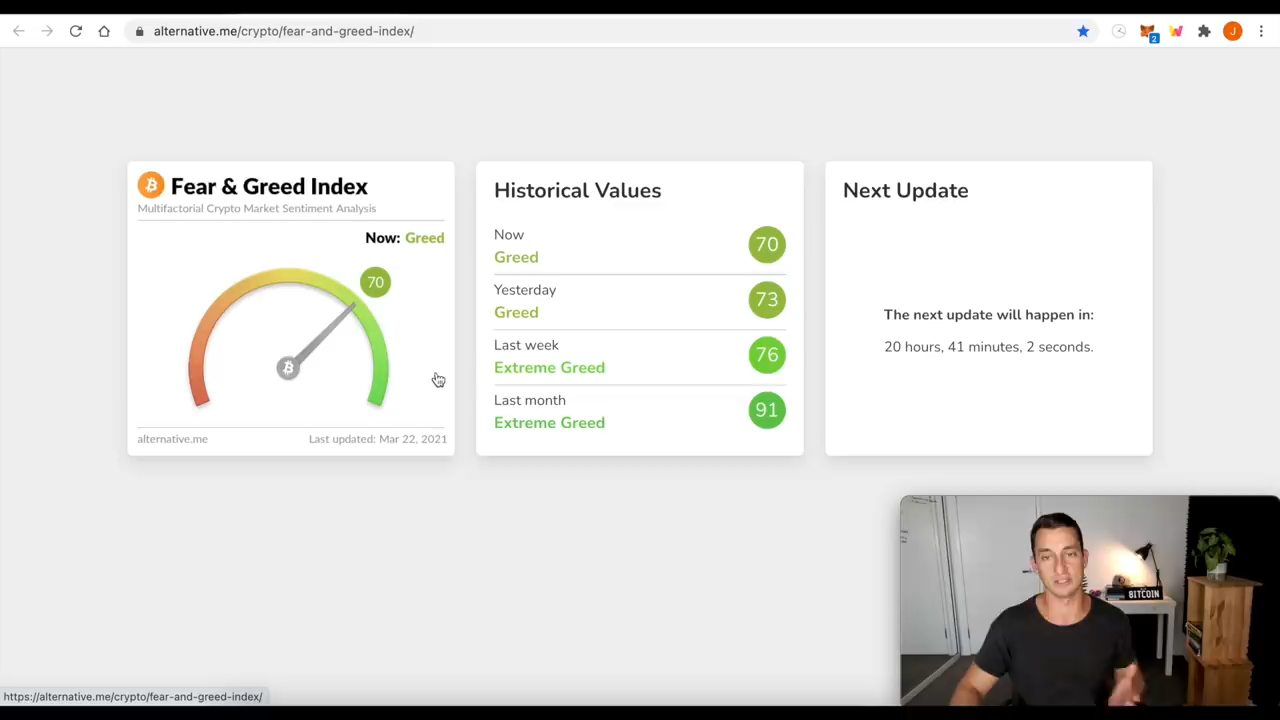 alternative.me/crypto/fear-and-greed-index/
2
J
Fear & Greed Index
Multifactorial Crypto Market Sentiment Analysis
Now: Greed
70
alternative.me
Last updated: Mar 22, 2021
Historical Values
Now
Greed
70
Yesterday
Greed
73
Last week
Extreme Greed
76
Last month
Extreme Greed
91
Next Update
The next update will happen in:
20 hours, 41 minutes, 2 seconds.
BITCOIN
https://alternative.me/crypto/fear-and-greed-index/